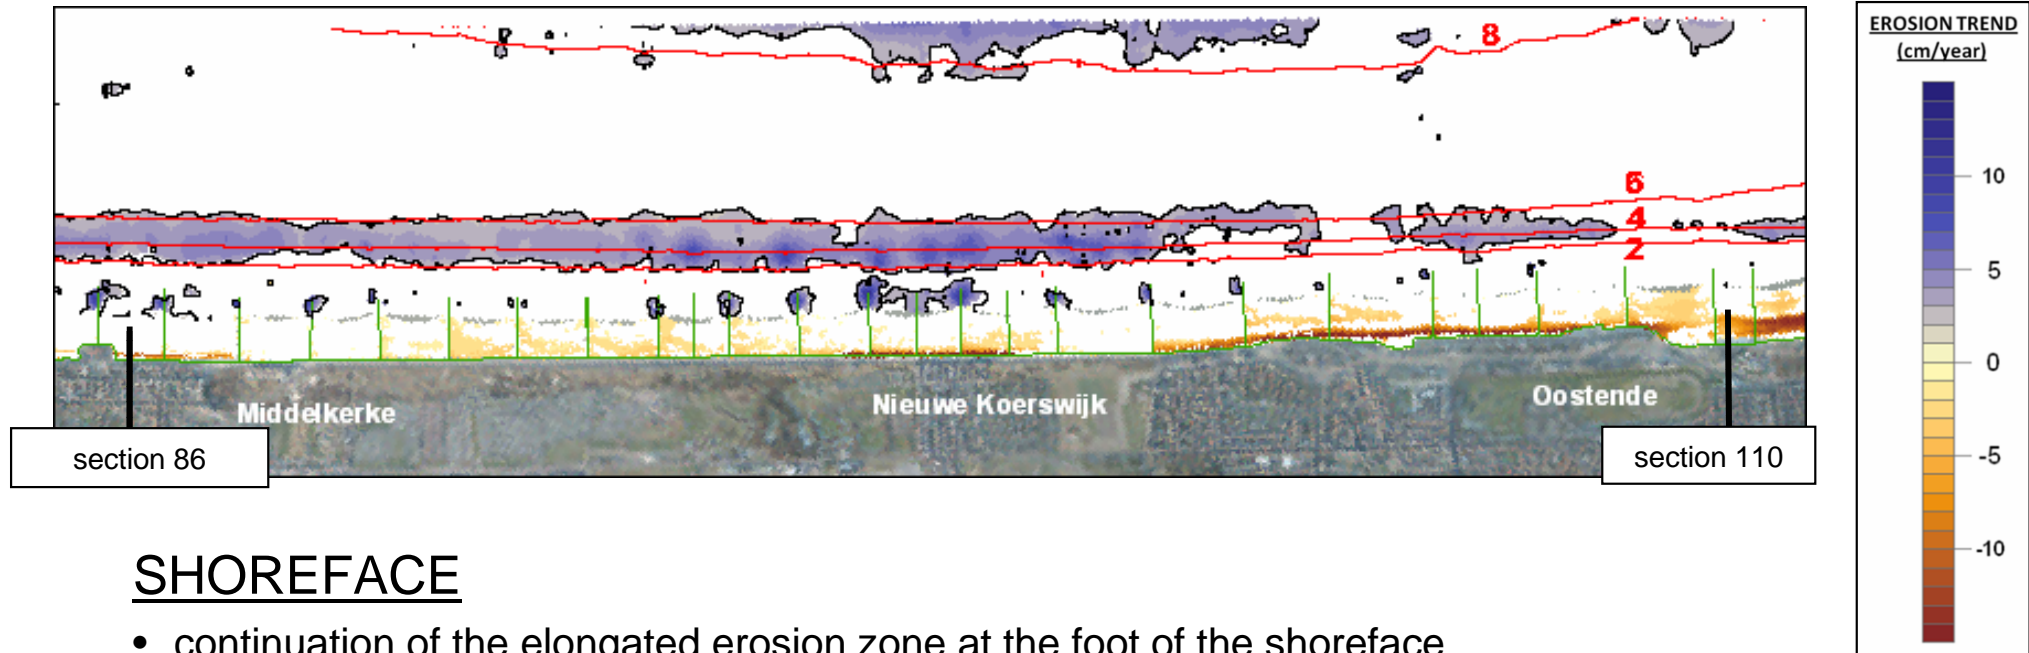 EROSION TREND
(cm/year)
8
6
4
2
10
5
0
-5
-10
Middelkerke
Nieuwe Koerswijk
Oostende
section 86
section 110
SHOREFACE
• continuation of the elongated erosion zone at the foot of the shoreface